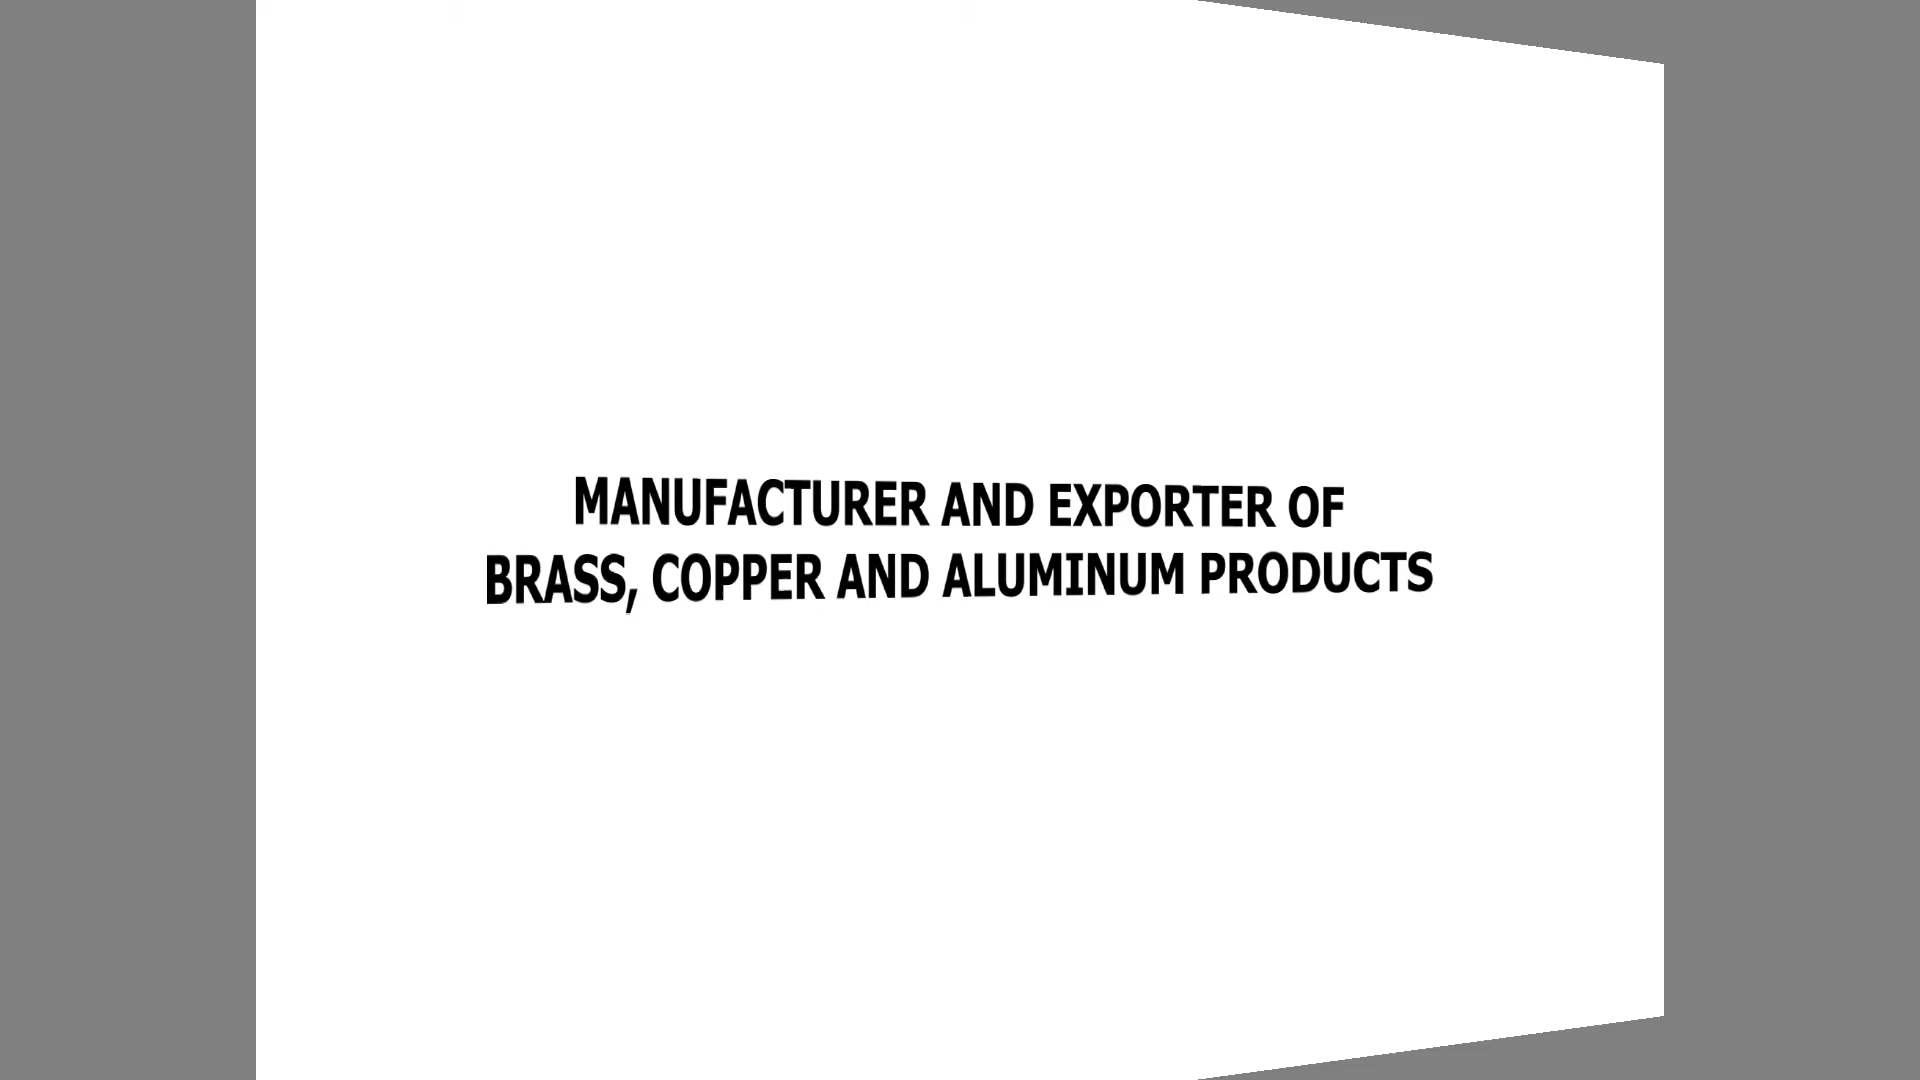 MANUFACTURER AND EXPORTER OF
BRASS, COPPER AND ALUMINUM PRODUCTS